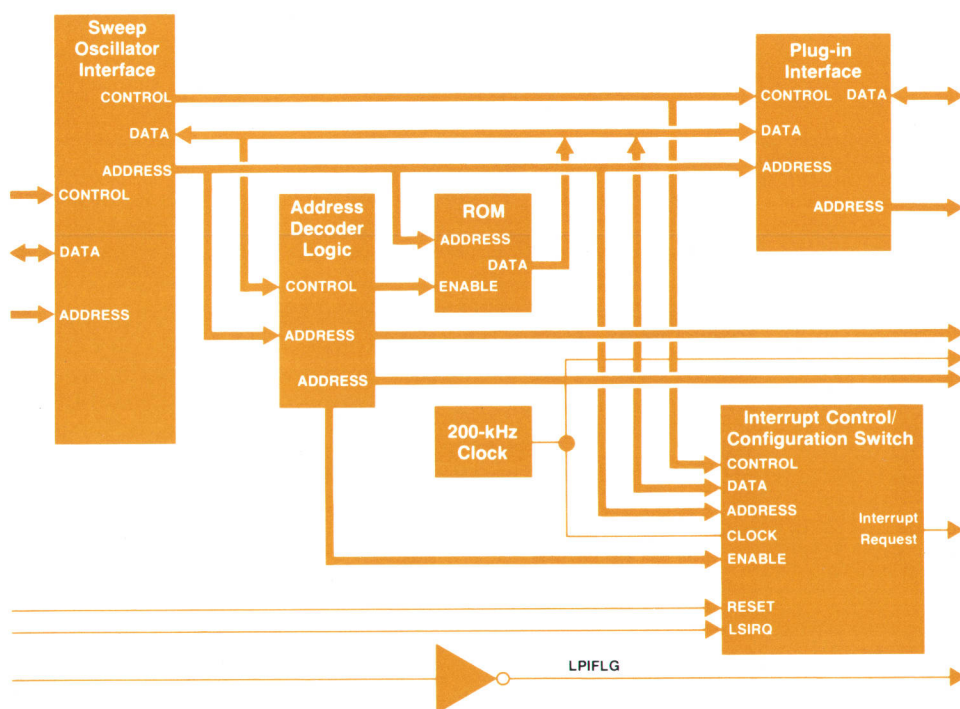 Sweep
Oscillator
Interface
CONTROL
DATA
ADDRESS
CONTROL
DATA
ADDRESS
Address
Decoder
Logic
CONTROL
ADDRESS
ADDRESS
ROM
ADDRESS
DATA
ENABLE
Plug-in
Interface
CONTROL DATA
DATA
ADDRESS
ADDRESS
200-kHz
Clock
Interrupt Control/
Configuration Switch
CONTROL
DATA
ADDRESS
CLOCK
ENABLE
Interrupt
Request
RESET
LSIRQ
LPIFLG